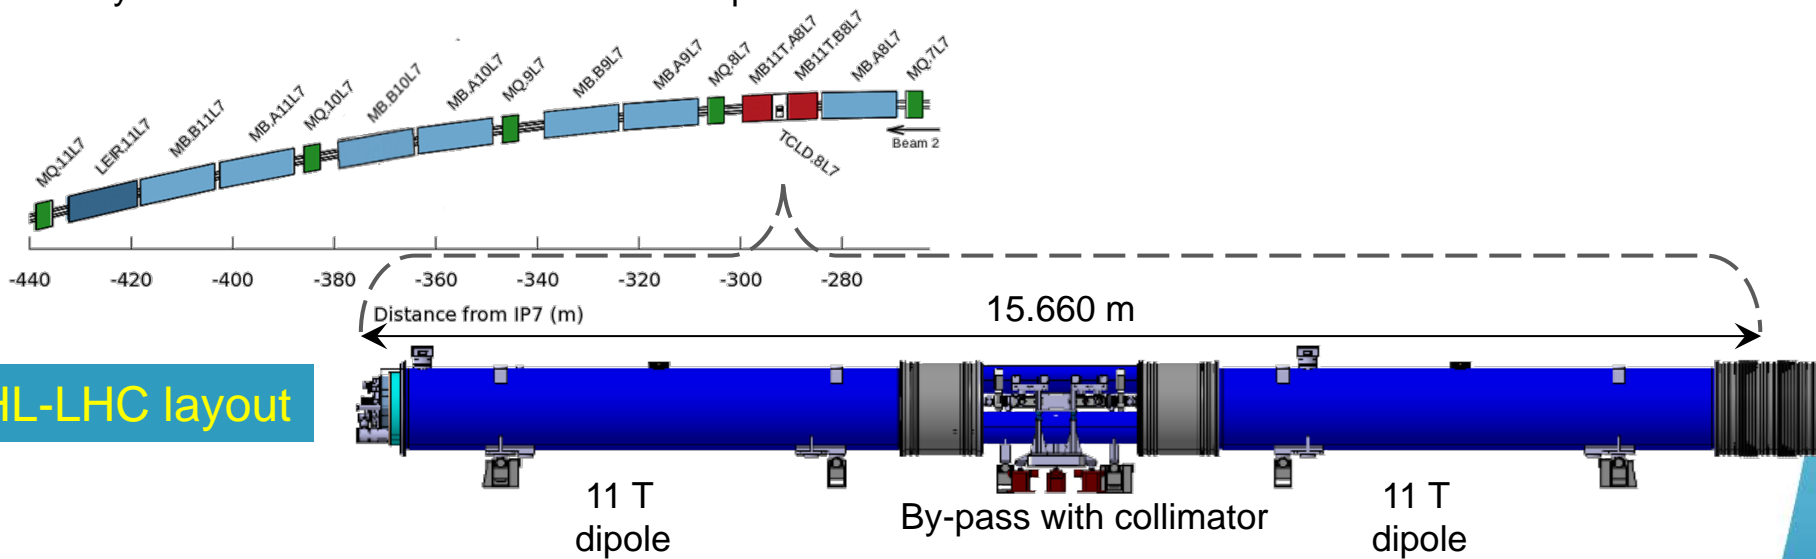 MQ.11L7
LEIR.11L7
MB.B11L7
MB.A11L7
MQ.10L7
MB.B10L7
MB.A10L7
MQ.9L7
MB.B9L7
MB.A9L7
MQ.8L7
MB11T.A8L7
MB11T.B8L7
MB.A8L7
MQ.7L7
Beam 2
TCLD.8L7
-440 -420 -400 -380 -360 -340 -320 -300 -280
Distance from IP7 (m)
15.660 m
HL-LHC layout
11 T
dipole
By-pass with collimator
11 T
dipole